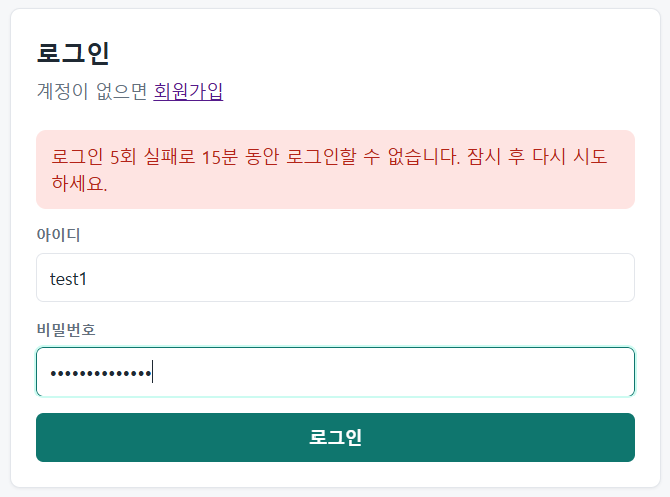 로그인
계정이 없으면 회원가입
로그인 5회 실패로 15분 동안 로그인할 수 없습니다. 잠시 후 다시 시도
하세요.
아이디
test1
비밀번호
••••••••••••••
로그인